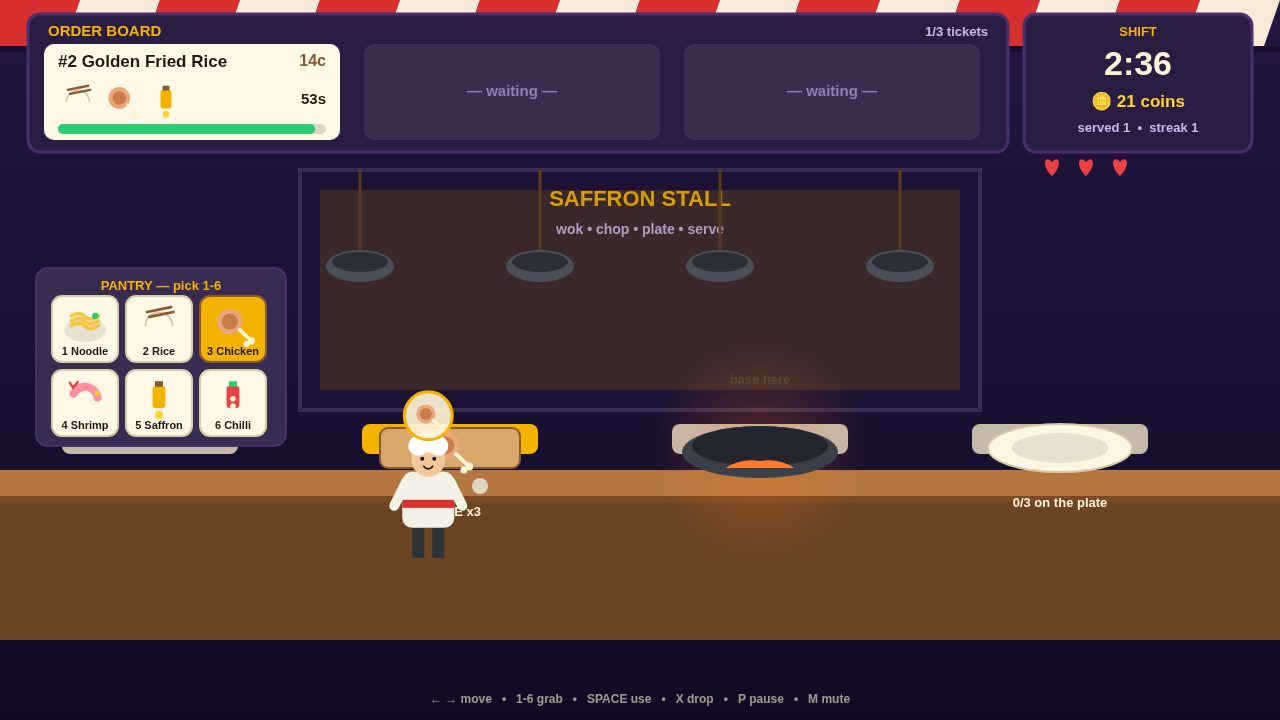 ORDER BOARD
1/3 tickets
#2 Golden Fried Rice 14c
53s
— waiting —
— waiting —
SHIFT
2:36
21 coins
served 1 • streak 1
SAFFRON STALL
wok • chop • plate • serve
PANTRY — pick 1-6
1 Noodle
2 Rice
3 Chicken
4 Shrimp
5 Saffron
6 Chilli
base here
E x3
0/3 on the plate
← → move • 1-6 grab • SPACE use • X drop • P pause • M mute